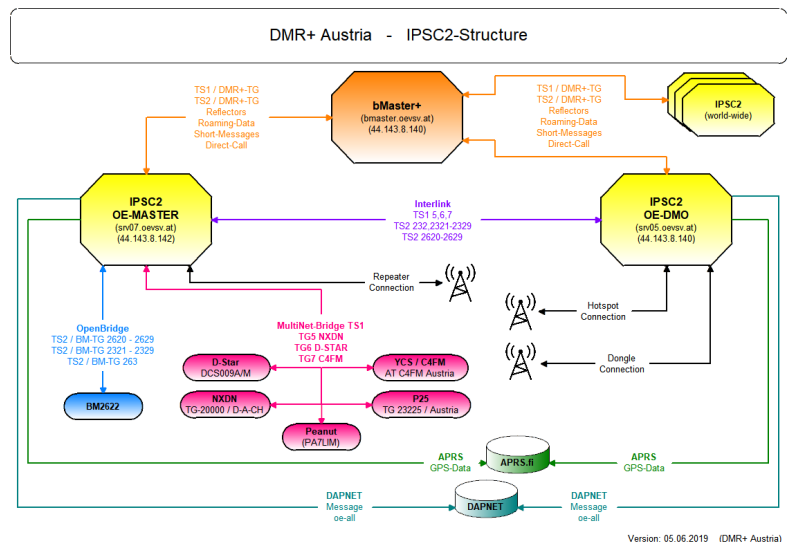 DMR+ Austria - IPSC2-Structure
TS1 / DMR+-TG
TS2 / DMR+-TG
Reflectors
Roaming-Data
Short-Messages
Direct-Call
bMaster+
(bmaster.oevsv.at)
(44.143.8.140)
TS1 / DMR+-TG
TS2 / DMR+-TG
Reflectors
Roaming-Data
Short-Messages
Direct-Call
IPSC2
(world-wide)
IPSC2
OE-MASTER
(srv07.oevsv.at)
(44.143.8.142)
Interlink
TS1 5,6,7
TS2 232,2321-2329
TS2 2620-2629
IPSC2
OE-DMO
(srv05.oevsv.at)
(44.143.8.140)
Repeater
Connection
Hotspot
Connection
Dongle
Connection
OpenBridge
TS2 / BM-TG 2620 - 2629
TS2 / BM-TG 2321 - 2329
TS2 / BM-TG 263
BM2622
MultiNet-Bridge TS1
TG5 NXDN
TG6 D-STAR
TG7 C4FM
D-Star
DCS009A/M
YCS / C4FM
AT C4FM Austria
NXDN
TG-20000 / D-A-CH
P25
TG 23225 / Austria
Peanut
(PA7LIM)
APRS
GPS-Data
APRS.fi
APRS
GPS-Data
DAPNET
Message
oe-all
DAPNET
DAPNET
Message
oe-all
Version: 05.06.2019 (DMR+ Austria)